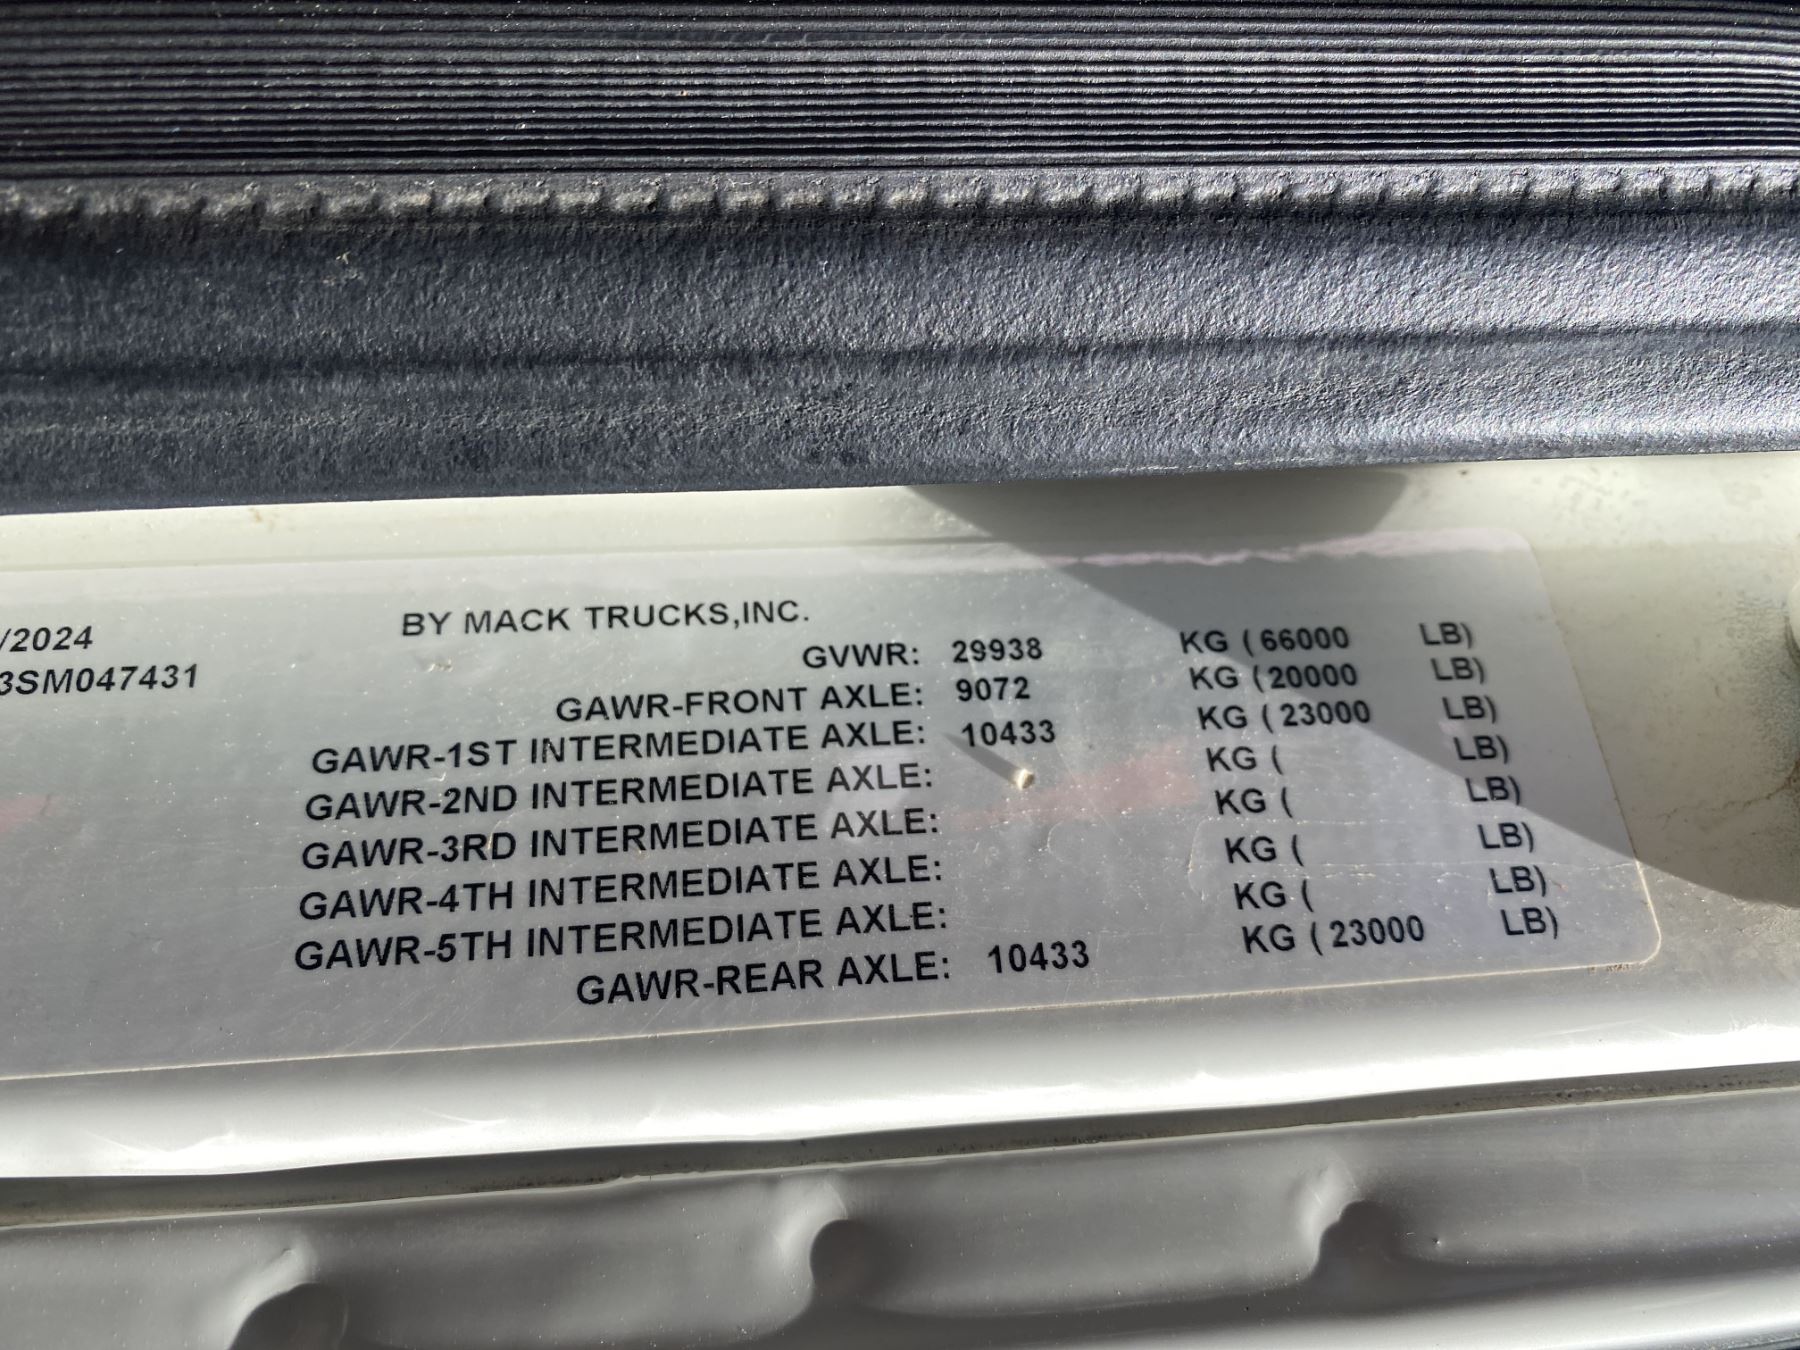 BY MACK TRUCKS,INC.
/2024
3SM047431
GVWR: 29938 KG (66000 LB)
GAWR-FRONT AXLE: 9072 KG (20000 LB)
GAWR-1ST INTERMEDIATE AXLE: 10433 KG (23000 LB)
GAWR-2ND INTERMEDIATE AXLE: KG ( LB)
GAWR-3RD INTERMEDIATE AXLE: KG ( LB)
GAWR-4TH INTERMEDIATE AXLE: KG ( LB)
GAWR-5TH INTERMEDIATE AXLE: KG ( LB)
GAWR-REAR AXLE: 10433 KG (23000 LB)